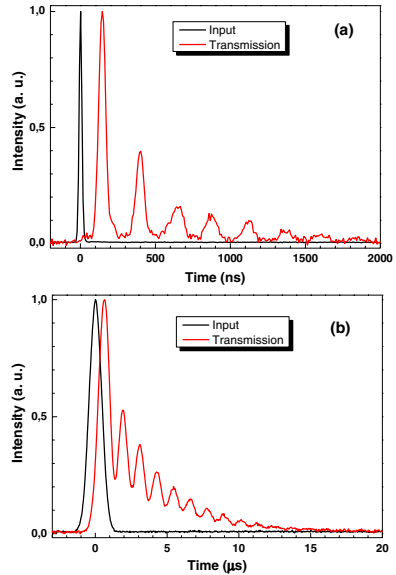 1,0
Input
Transmission
(a)
0,5
0,0
Intensity (a. u.)
0
500
1000
1500
2000
Time (ns)
1,0
Input
Transmission
(b)
0,5
0,0
Intensity (a. u.)
0
5
10
15
20
Time (µs)